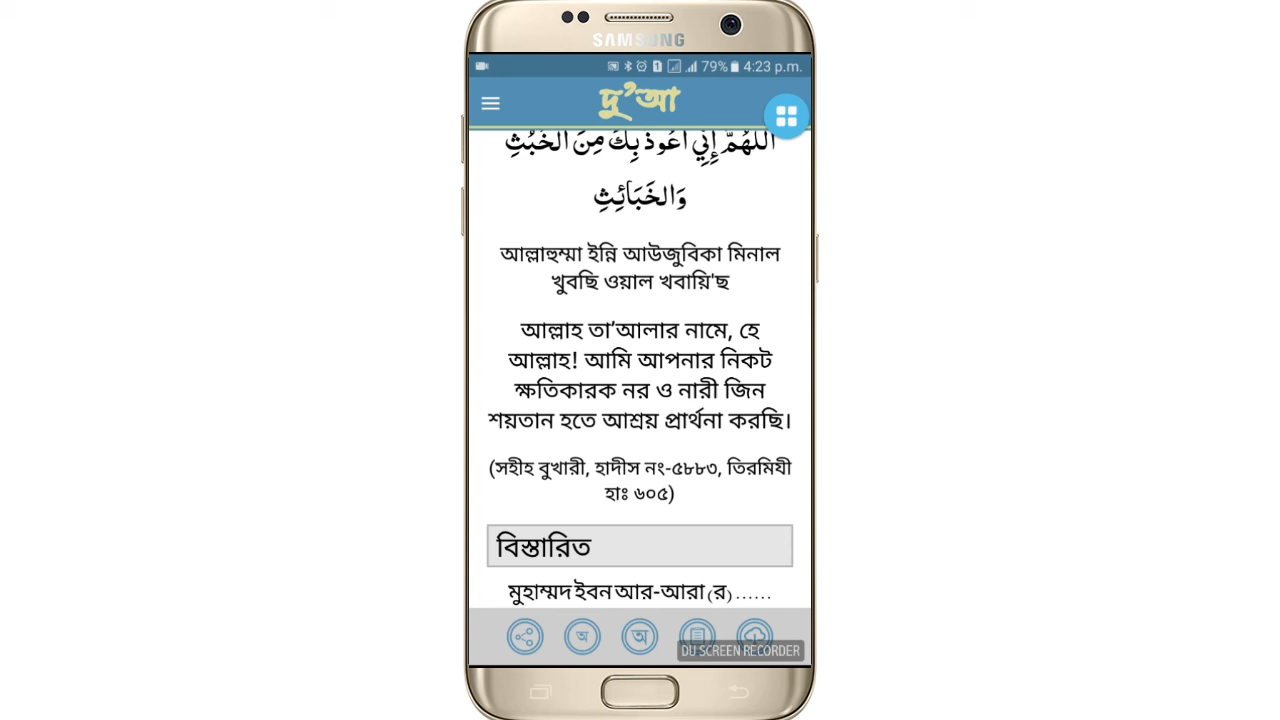 SAMSUNG
79% 4:23 p.m.
দু’আ
اللَّهُمَّ إِنِّي أَعُوذُ بِكَ مِنَ الْخُبُثِ
وَالخَبَائِثِ
আল্লাহুম্মা ইন্নি আউজুবিকা মিনাল
খুবছি ওয়াল খবায়ি'ছ
আল্লাহ তা’আলার নামে, হে
আল্লাহ! আমি আপনার নিকট
ক্ষতিকারক নর ও নারী জিন
শয়তান হতে আশ্রয় প্রার্থনা করছি।
(সহীহ বুখারী, হাদীস নং-৫৮৮৩, তিরমিযী
হাঃ ৬০৫)
বিস্তারিত
মুহাম্মদ ইবন আর-আরা (র) ......
অ অ
DU SCREEN RECORDER